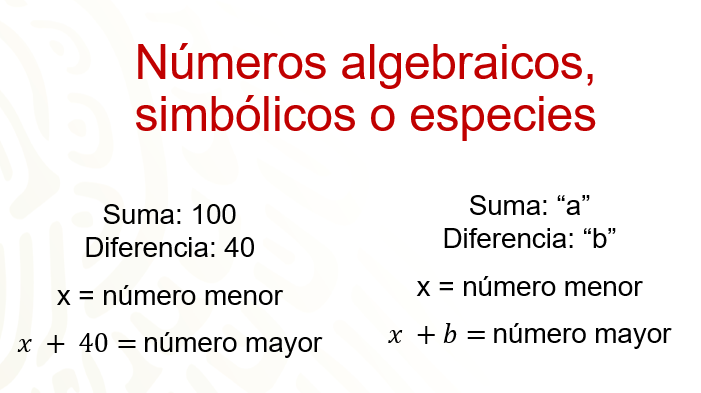 Números algebraicos,
simbólicos o especies
Suma: 100
Diferencia: 40
x = número menor
x + 40 = número mayor
Suma: “a”
Diferencia: “b”
x = número menor
x + b = número mayor